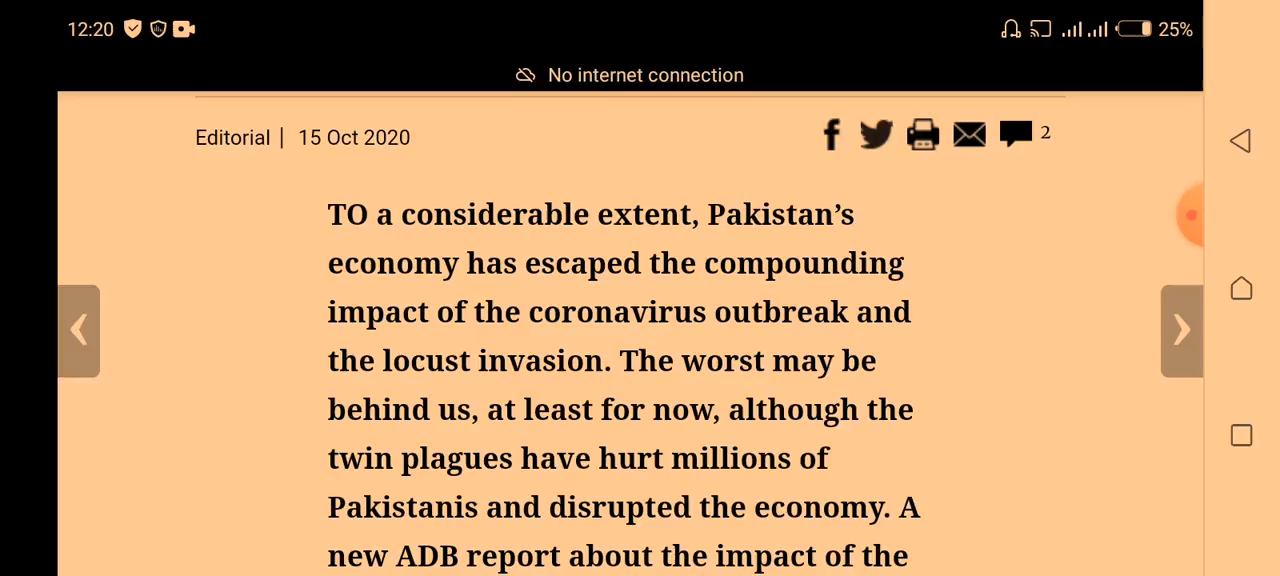 12:20 25%
No internet connection
Editorial | 15 Oct 2020 2
TO a considerable extent, Pakistan’s
economy has escaped the compounding
impact of the coronavirus outbreak and
the locust invasion. The worst may be
behind us, at least for now, although the
twin plagues have hurt millions of
Pakistanis and disrupted the economy. A
new ADB report about the impact of the